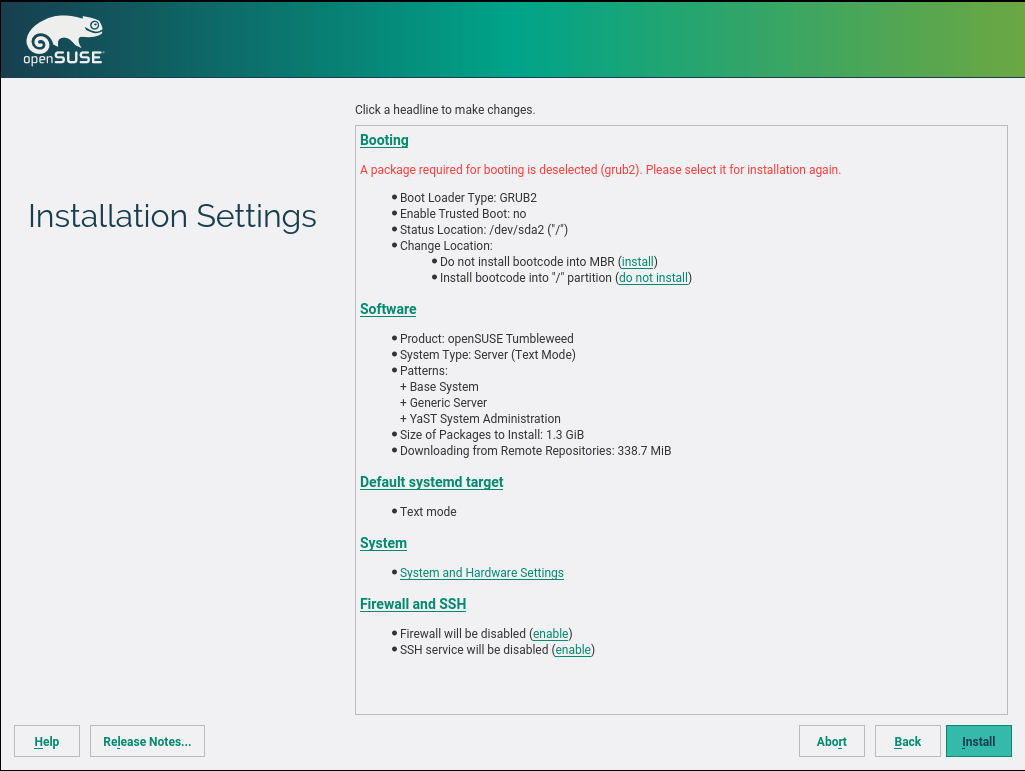 openSUSE
Click a headline to make changes.
Installation Settings
Booting
A package required for booting is deselected (grub2). Please select it for installation again.
● Boot Loader Type: GRUB2
● Enable Trusted Boot: no
● Status Location: /dev/sda2 ("/")
● Change Location:
● Do not install bootcode into MBR (install)
● Install bootcode into "/" partition (do not install)
Software
● Product: openSUSE Tumbleweed
● System Type: Server (Text Mode)
● Patterns:
+ Base System
+ Generic Server
+ YaST System Administration
● Size of Packages to Install: 1.3 GiB
● Downloading from Remote Repositories: 338.7 MiB
Default systemd target
● Text mode
System
● System and Hardware Settings
Firewall and SSH
● Firewall will be disabled (enable)
● SSH service will be disabled (enable)
Help
Release Notes...
Abort
Back
Install